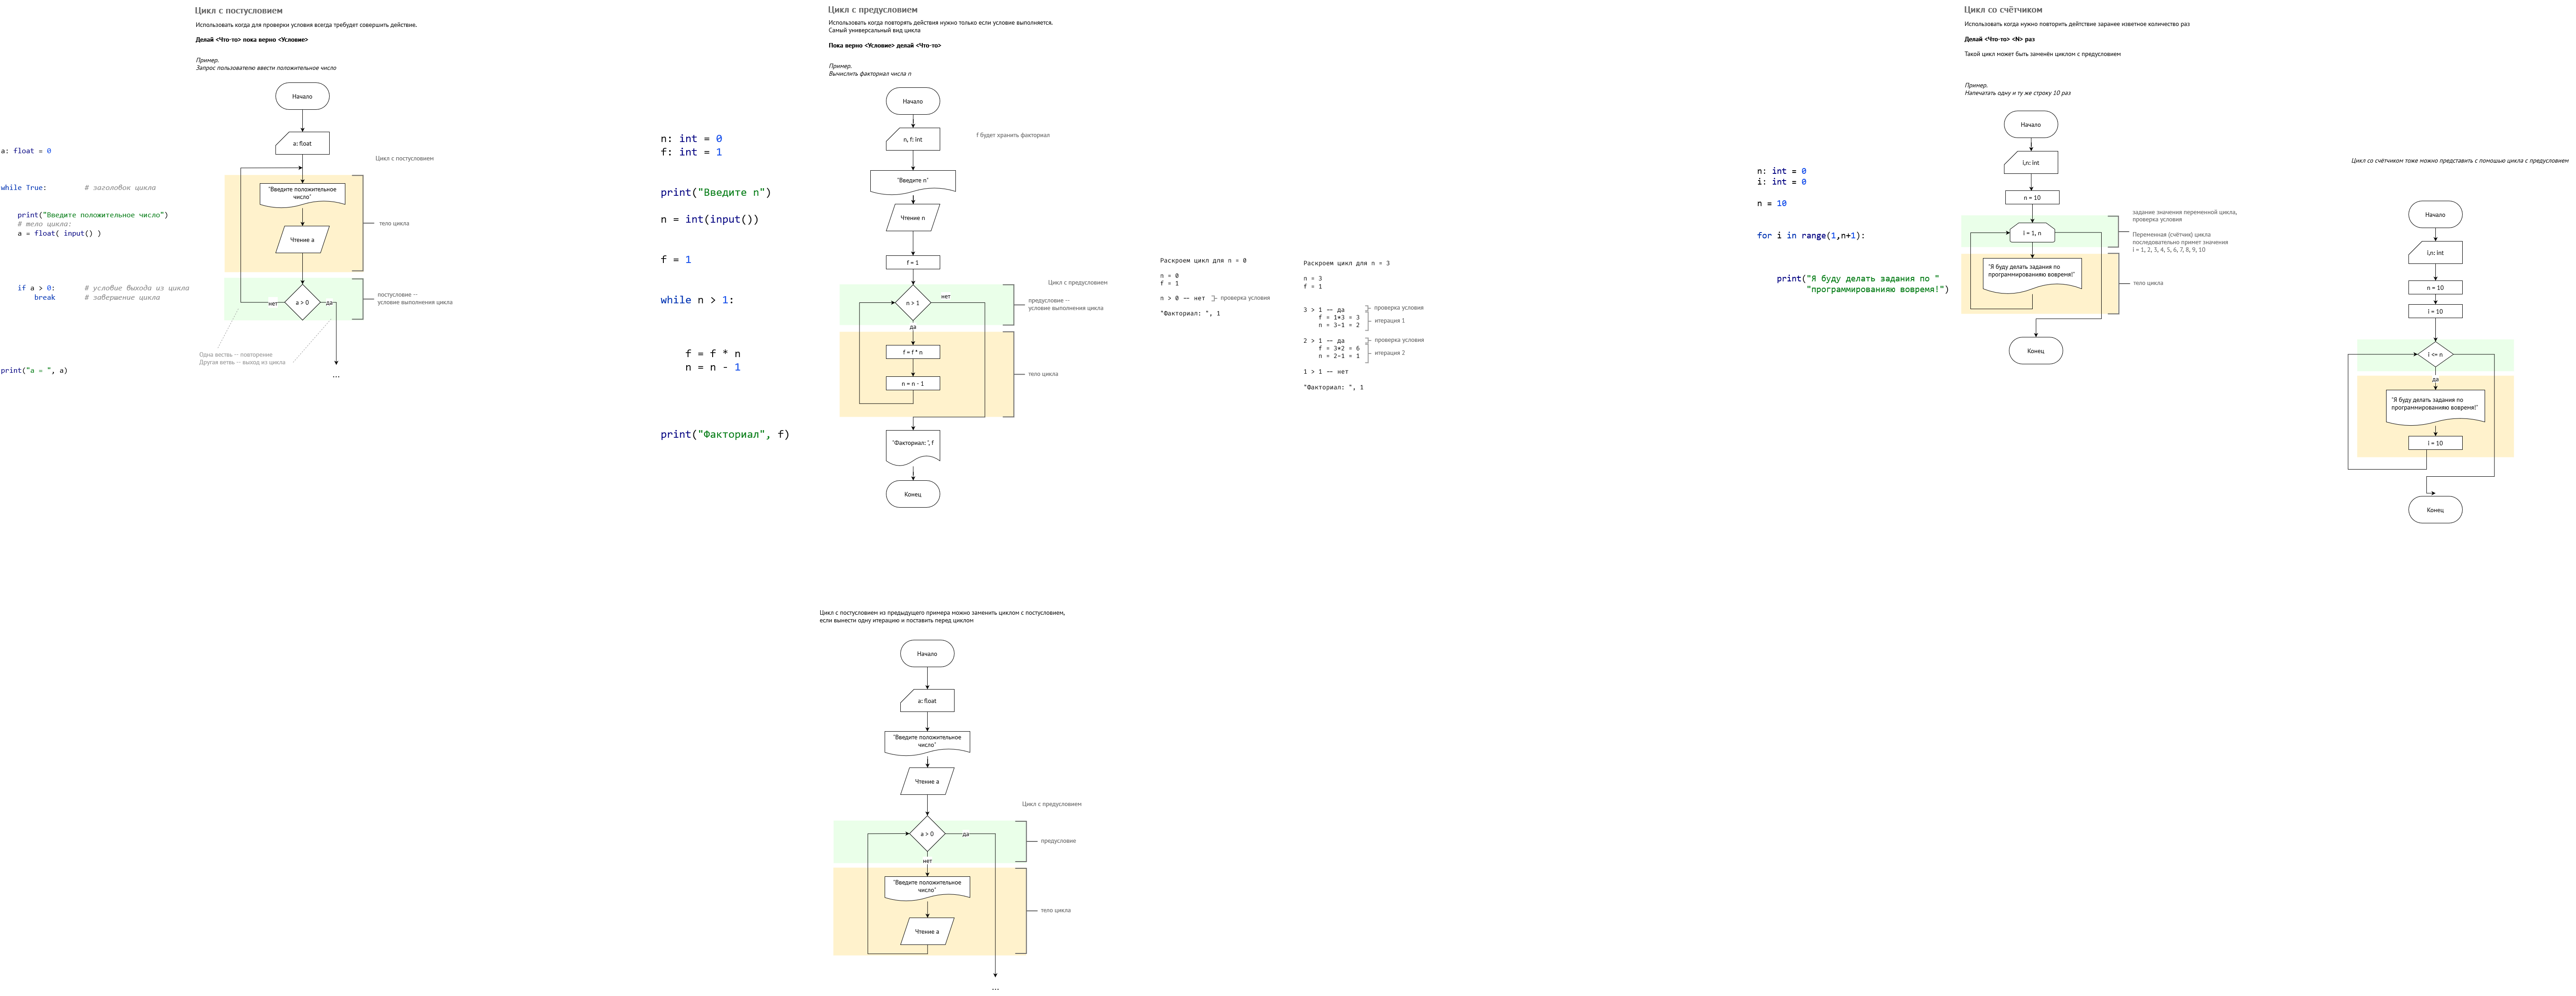 Цикл с постусловием
Использовать когда для проверки условия всегда требудет совершить действие.
Делай <Что-то> пока верно <Условие>
Пример.
Запрос пользователю ввести положительное число
Начало
a: float
a: float = 0
Цикл с постусловием
while True: # заголовок цикла
"Введите положительное
число"
print("Введите положительное число")
# тело цикла:
a = float( input() )
тело цикла
Чтение a
if a > 0: # условие выхода из цикла
break # завершение цикла
a > 0
нет
да
постусловие --
условие выполнения цикла
Одна вествь -- повторение
Другая ветвь -- выход из цикла
print("a = ", a)
...
Цикл с предусловием
Использовать когда повторять действия нужно только если условие выполняется.
Самый универсальный вид цикла
Пока верно <Условие> делай <Что-то>
Пример.
Вычислить факториал числа n
Начало
n: int = 0
f: int = 1
n, f: int
f будет хранить факториал
print("Введите n")
"Введите n"
n = int(input())
Чтение n
f = 1
f = 1
Цикл с предусловием
while n > 1:
n > 1
нет
да
предусловие --
условие выполнения цикла
f = f * n
n = n - 1
f = f * n
n = n - 1
тело цикла
print("Факториал", f)
"Факториал: ", f
Конец
Раскроем цикл для n = 0
n = 0
f = 1
n > 0 -- нет
проверка условия
"Факториал: ", 1
Раскроем цикл для n = 3
n = 3
f = 1
3 > 1 -- да
проверка условия
f = 1*3 = 3
n = 3-1 = 2
итерация 1
2 > 1 -- да
проверка условия
f = 3*2 = 6
n = 2-1 = 1
итерация 2
1 > 1 -- нет
"Факториал: ", 1
Цикл с постусловием из предыдущего примера можно заменить циклом с постусловием,
если вынести одну итерацию и поставить перед циклом
Начало
a: float
"Введите положительное
число"
Чтение a
Цикл с предусловием
a > 0
да
нет
предусловие
"Введите положительное
число"
тело цикла
Чтение a
...
Цикл со счётчиком
Использовать когда нужно повторить дейтствие заранее изветное количество раз
Делай <Что-то> <N> раз
Такой цикл может быть заменён циклом с предусловием
Пример.
Напечатать одну и ту же строку 10 раз
Начало
i,n: int
n: int = 0
i: int = 0
n = 10
n = 10
for i in range(1,n+1):
i = 1, n
задание значения переменной цикла,
проверка условия
Переменная (счётчик) цикла
последовательно примет значения
i = 1, 2, 3, 4, 5, 6, 7, 8, 9, 10
print("Я буду делать задания по "
"программированияю вовремя!")
"Я буду делать задания по
программированияю вовремя!"
тело цикла
Конец
Цикл со счётчиком тоже можно представить с помошью цикла с предусловием
Начало
i,n: int
n = 10
i = 10
i <= n
да
"Я буду делать задания по
программированияю вовремя!"
i = 10
Конец